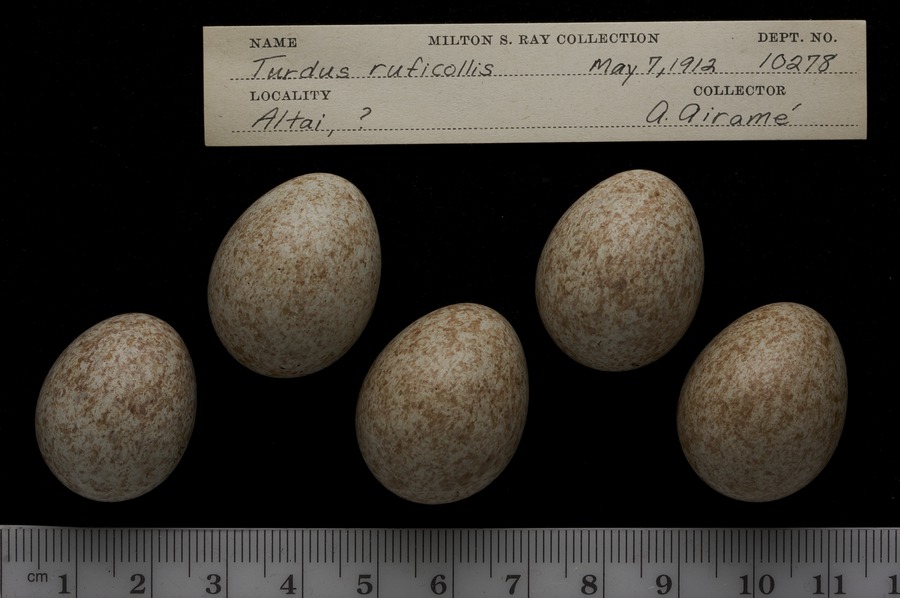 NAME MILTON S. RAY COLLECTION DEPT. NO.
Turdus ruficollis May 7, 1912 10278
LOCALITY COLLECTOR
Altai, ? A. Airamé
cm 1 2 3 4 5 6 7 8 9 10 11 1